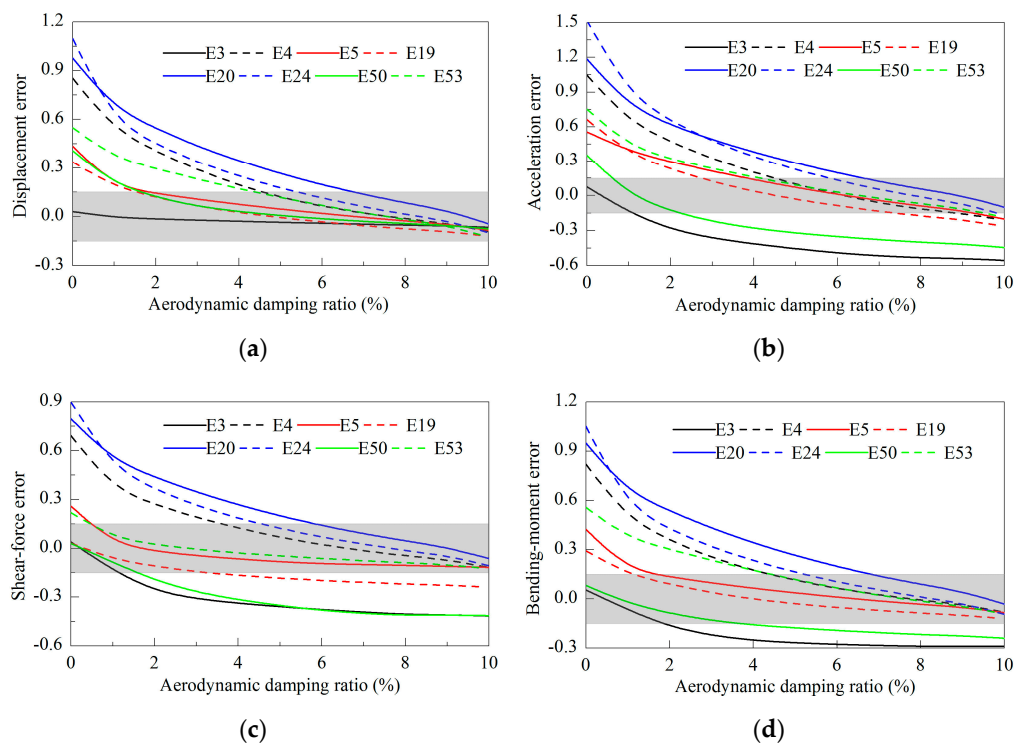 1.2
0.9
0.6
0.3
0.0
-0.3
Displacement error
E3 E4 E5 E19
E20 E24 E50 E53
0 2 4 6 8 10
Aerodynamic damping ratio (%)
(a)
1.5
1.2
0.9
0.6
0.3
0.0
-0.3
-0.6
Acceleration error
E3 E4 E5 E19
E20 E24 E50 E53
0 2 4 6 8 10
Aerodynamic damping ratio (%)
(b)
0.9
0.6
0.3
0.0
-0.3
-0.6
Shear-force error
E3 E4 E5 E19
E20 E24 E50 E53
0 2 4 6 8 10
Aerodynamic damping ratio (%)
(c)
1.2
0.9
0.6
0.3
0.0
-0.3
Bending-moment error
E3 E4 E5 E19
E20 E24 E50 E53
0 2 4 6 8 10
Aerodynamic damping ratio (%)
(d)